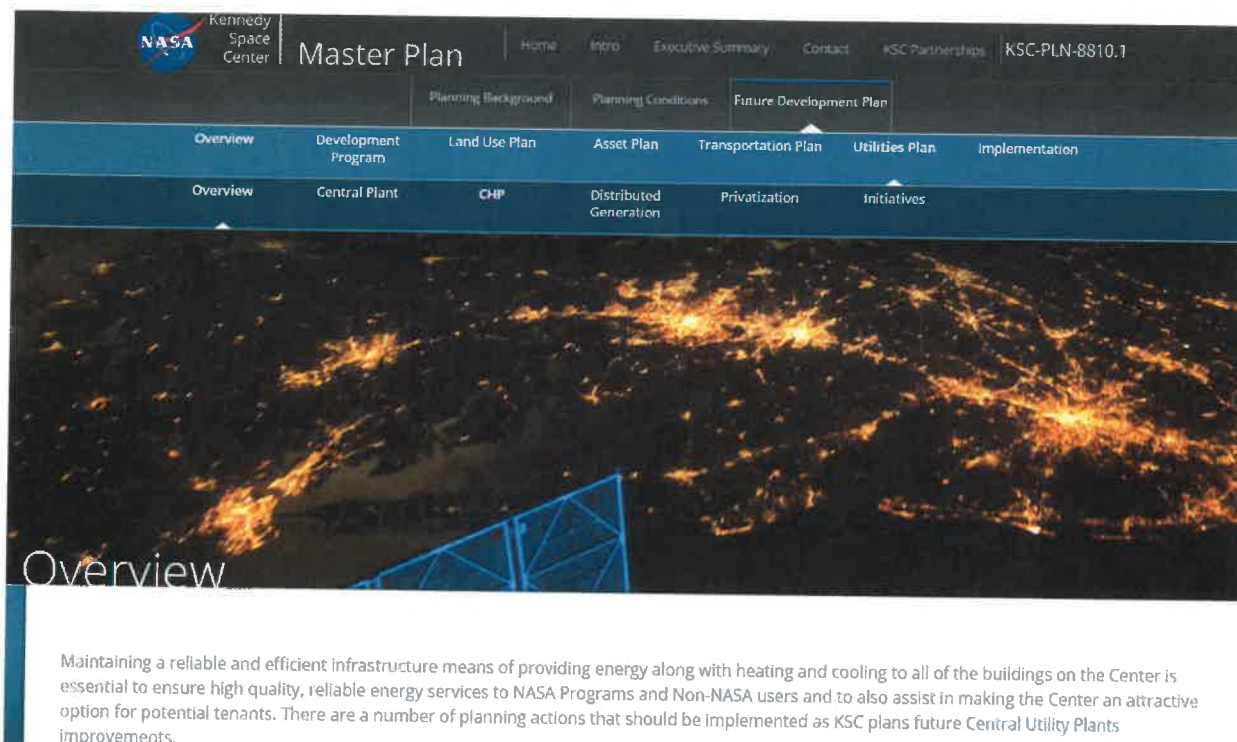 NASA
Kennedy
Space
Center
Master Plan
Home Intro Executive Summary Contact KSC Partnerships KSC-PLN-8810.1
Planning Background Planning Conditions Future Development Plan
Overview Development Program Land Use Plan Asset Plan Transportation Plan Utilities Plan Implementation
Overview Central Plant CHP Distributed Generation Privatization Initiatives
Overview
Maintaining a reliable and efficient infrastructure means of providing energy along with heating and cooling to all of the buildings on the Center is
essential to ensure high quality, reliable energy services to NASA Programs and Non-NASA users and to also assist in making the Center an attractive
option for potential tenants. There are a number of planning actions that should be implemented as KSC plans future Central Utility Plants
improvements.